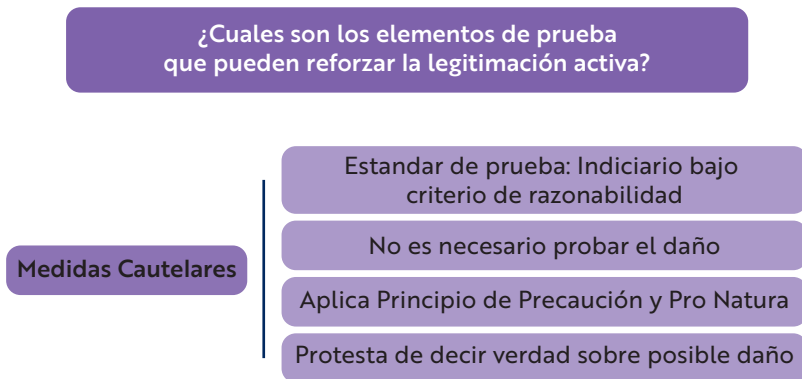 ¿Cuales son los elementos de prueba
que pueden reforzar la legitimación activa?
Medidas Cautelares
Estandar de prueba: Indiciario bajo
criterio de razonabilidad
No es necesario probar el daño
Aplica Principio de Precaución y Pro Natura
Protesta de decir verdad sobre posible daño